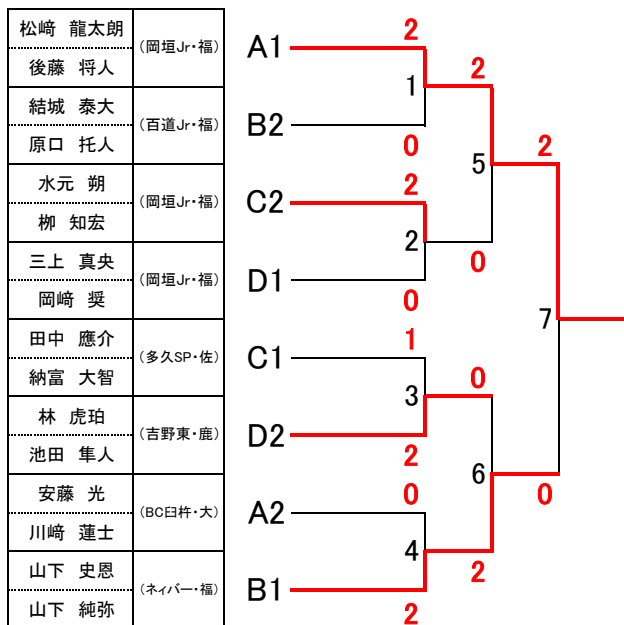 松﨑 龍太朗
後藤 将人
(岡垣Jr・福)
A1
2
結城 泰大
原口 托人
(百道Jr・福)
B2
0
1
2
水元 朔
栁 知宏
(岡垣Jr・福)
C2
2
三上 真央
岡﨑 奨
(岡垣Jr・福)
D1
0
2
0
5
2
田中 應介
納富 大智
(多久SP・佐)
C1
1
林 虎珀
池田 隼人
(吉野東・鹿)
D2
2
3
0
安藤 光
川﨑 蓮士
(BC臼杵・大)
A2
0
山下 史恩
山下 純弥
(ネイバー・福)
B1
2
4
2
6
0
7